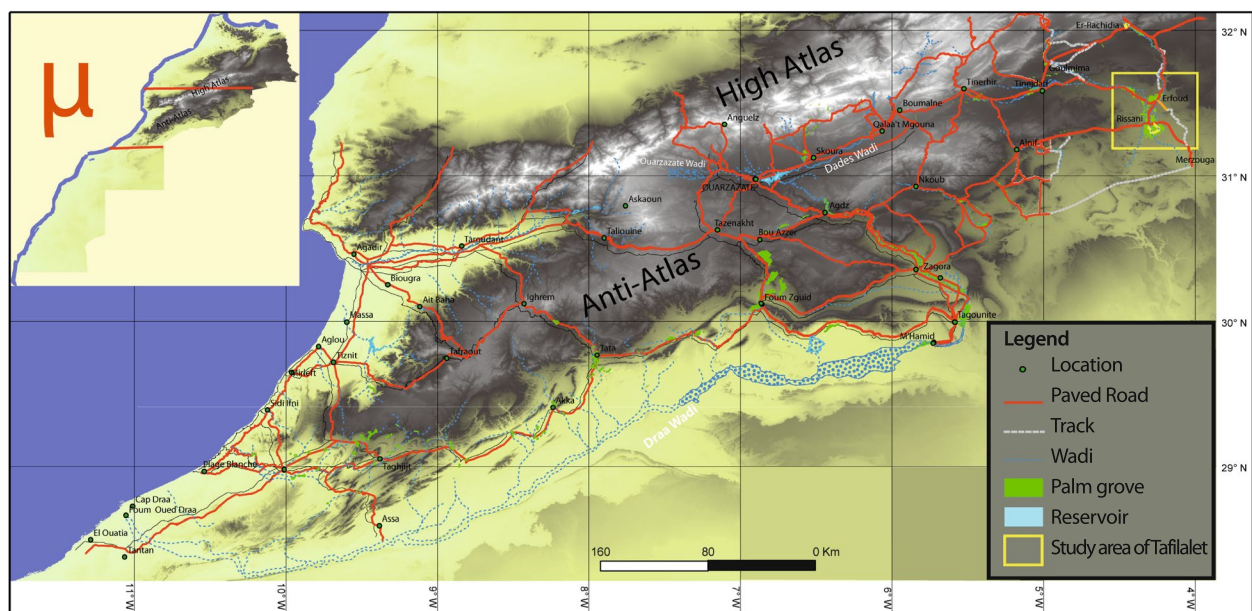 μ
High Atlas
Anti-Atlas
32° N
31° N
30° N
29° N
Er-Rachidia
Goulmima
Tinerhir
Tinejdad
Erfoud
Rissani
Merzouga
High Atlas
Boumalne
Anguelz
Qalaa't Mgouna
Skoura
Dades Wadi
Alnif
Ouarzazate Wadi
OUARZAZATE
Nkoub
Askaoun
Agdz
Tazenakht
Bou Azzer
Taliouine
Taroudant
Agadir
Anti-Atlas
Zagora
Biougra
Ait Baha
Ighrem
Foum Zguid
Tagounite
Massa
M'Hamid
Aglou
Tiznit
Tafraout
Tata
Mirleft
Sidi Ifni
Akka
Draa Wadi
Plage Blanche
Taghjijt
Cap Draa
Foum Oued Draa
Assa
El Ouatia
Tantan
Legend
Location
Paved Road
Track
Wadi
Palm grove
Reservoir
Study area of Tafilalet
160 80 0 Km
11° W
10° W
9° W
8° W
7° W
6° W
5° W
4° W